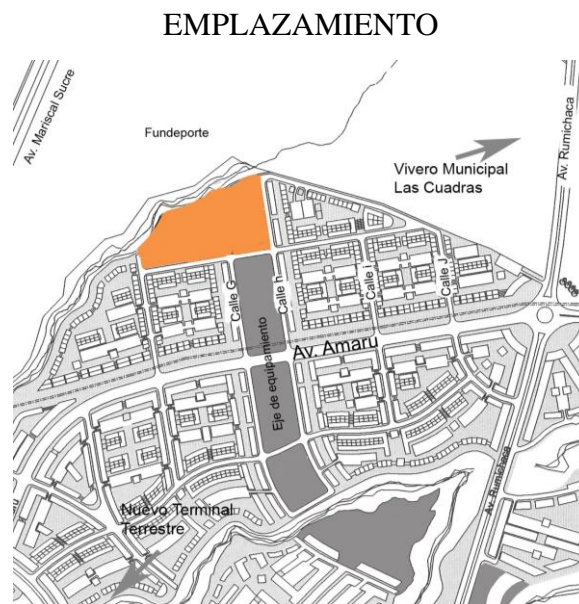 EMPLAZAMIENTO
Av. Mariscal Sucre
Fundeporte
Av. Rumichaca
Vivero Municipal
Las Cuadras
Calle G
Calle h
Calle i
Calle J
Eje de equipamiento
Av. Amaru
Av. Rumichaca
Nuevo Terminal
Terrestre